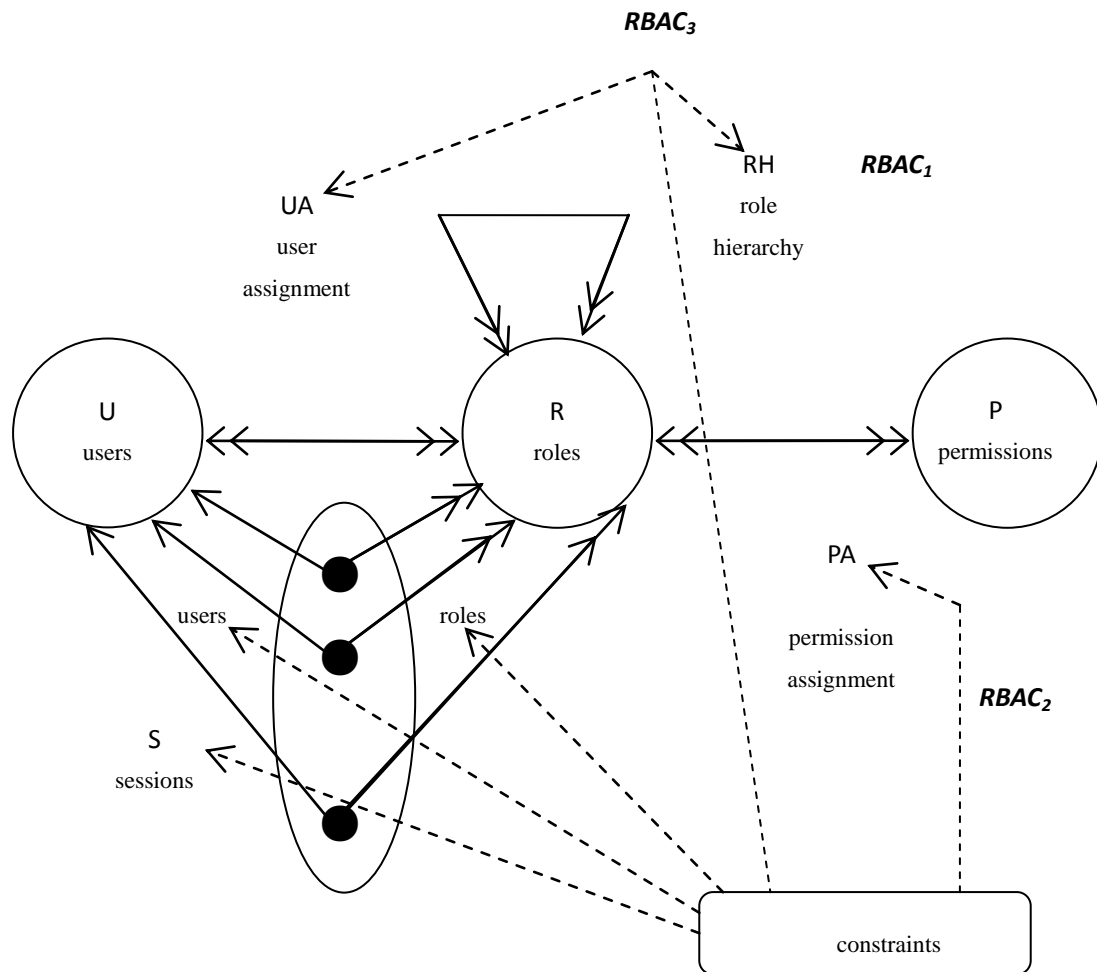 RBAC3
RH
RBAC1
UA
role
user
hierarchy
assignment
U
R
P
users
roles
permissions
PA
users
roles
permission
assignment
RBAC2
S
sessions
constraints